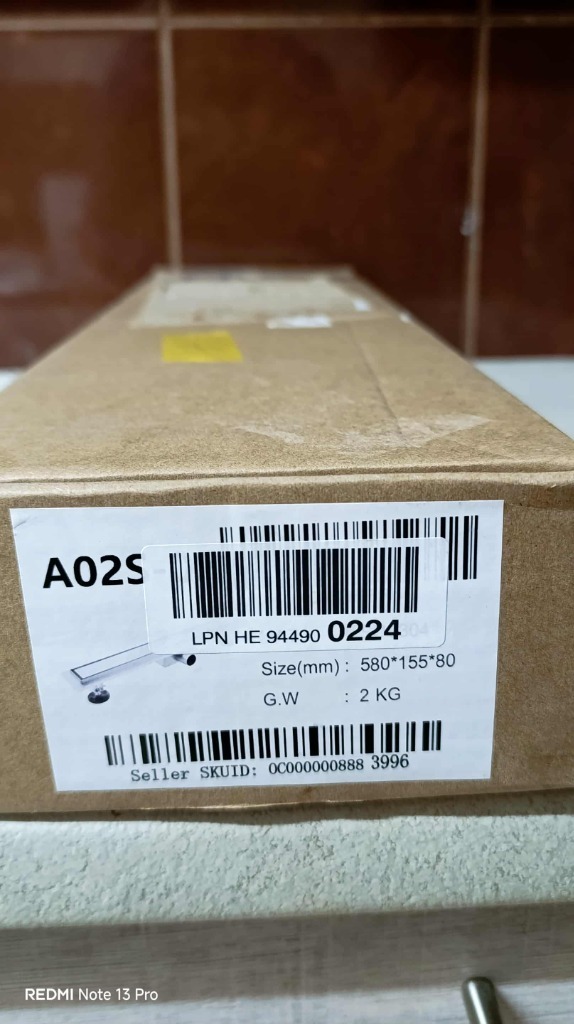 A02S
LPN HE 94490 0224
Size(mm) : 580*155*80
G.W : 2 KG
Seller SKUID: 0C000000888 3996
REDMI Note 13 Pro